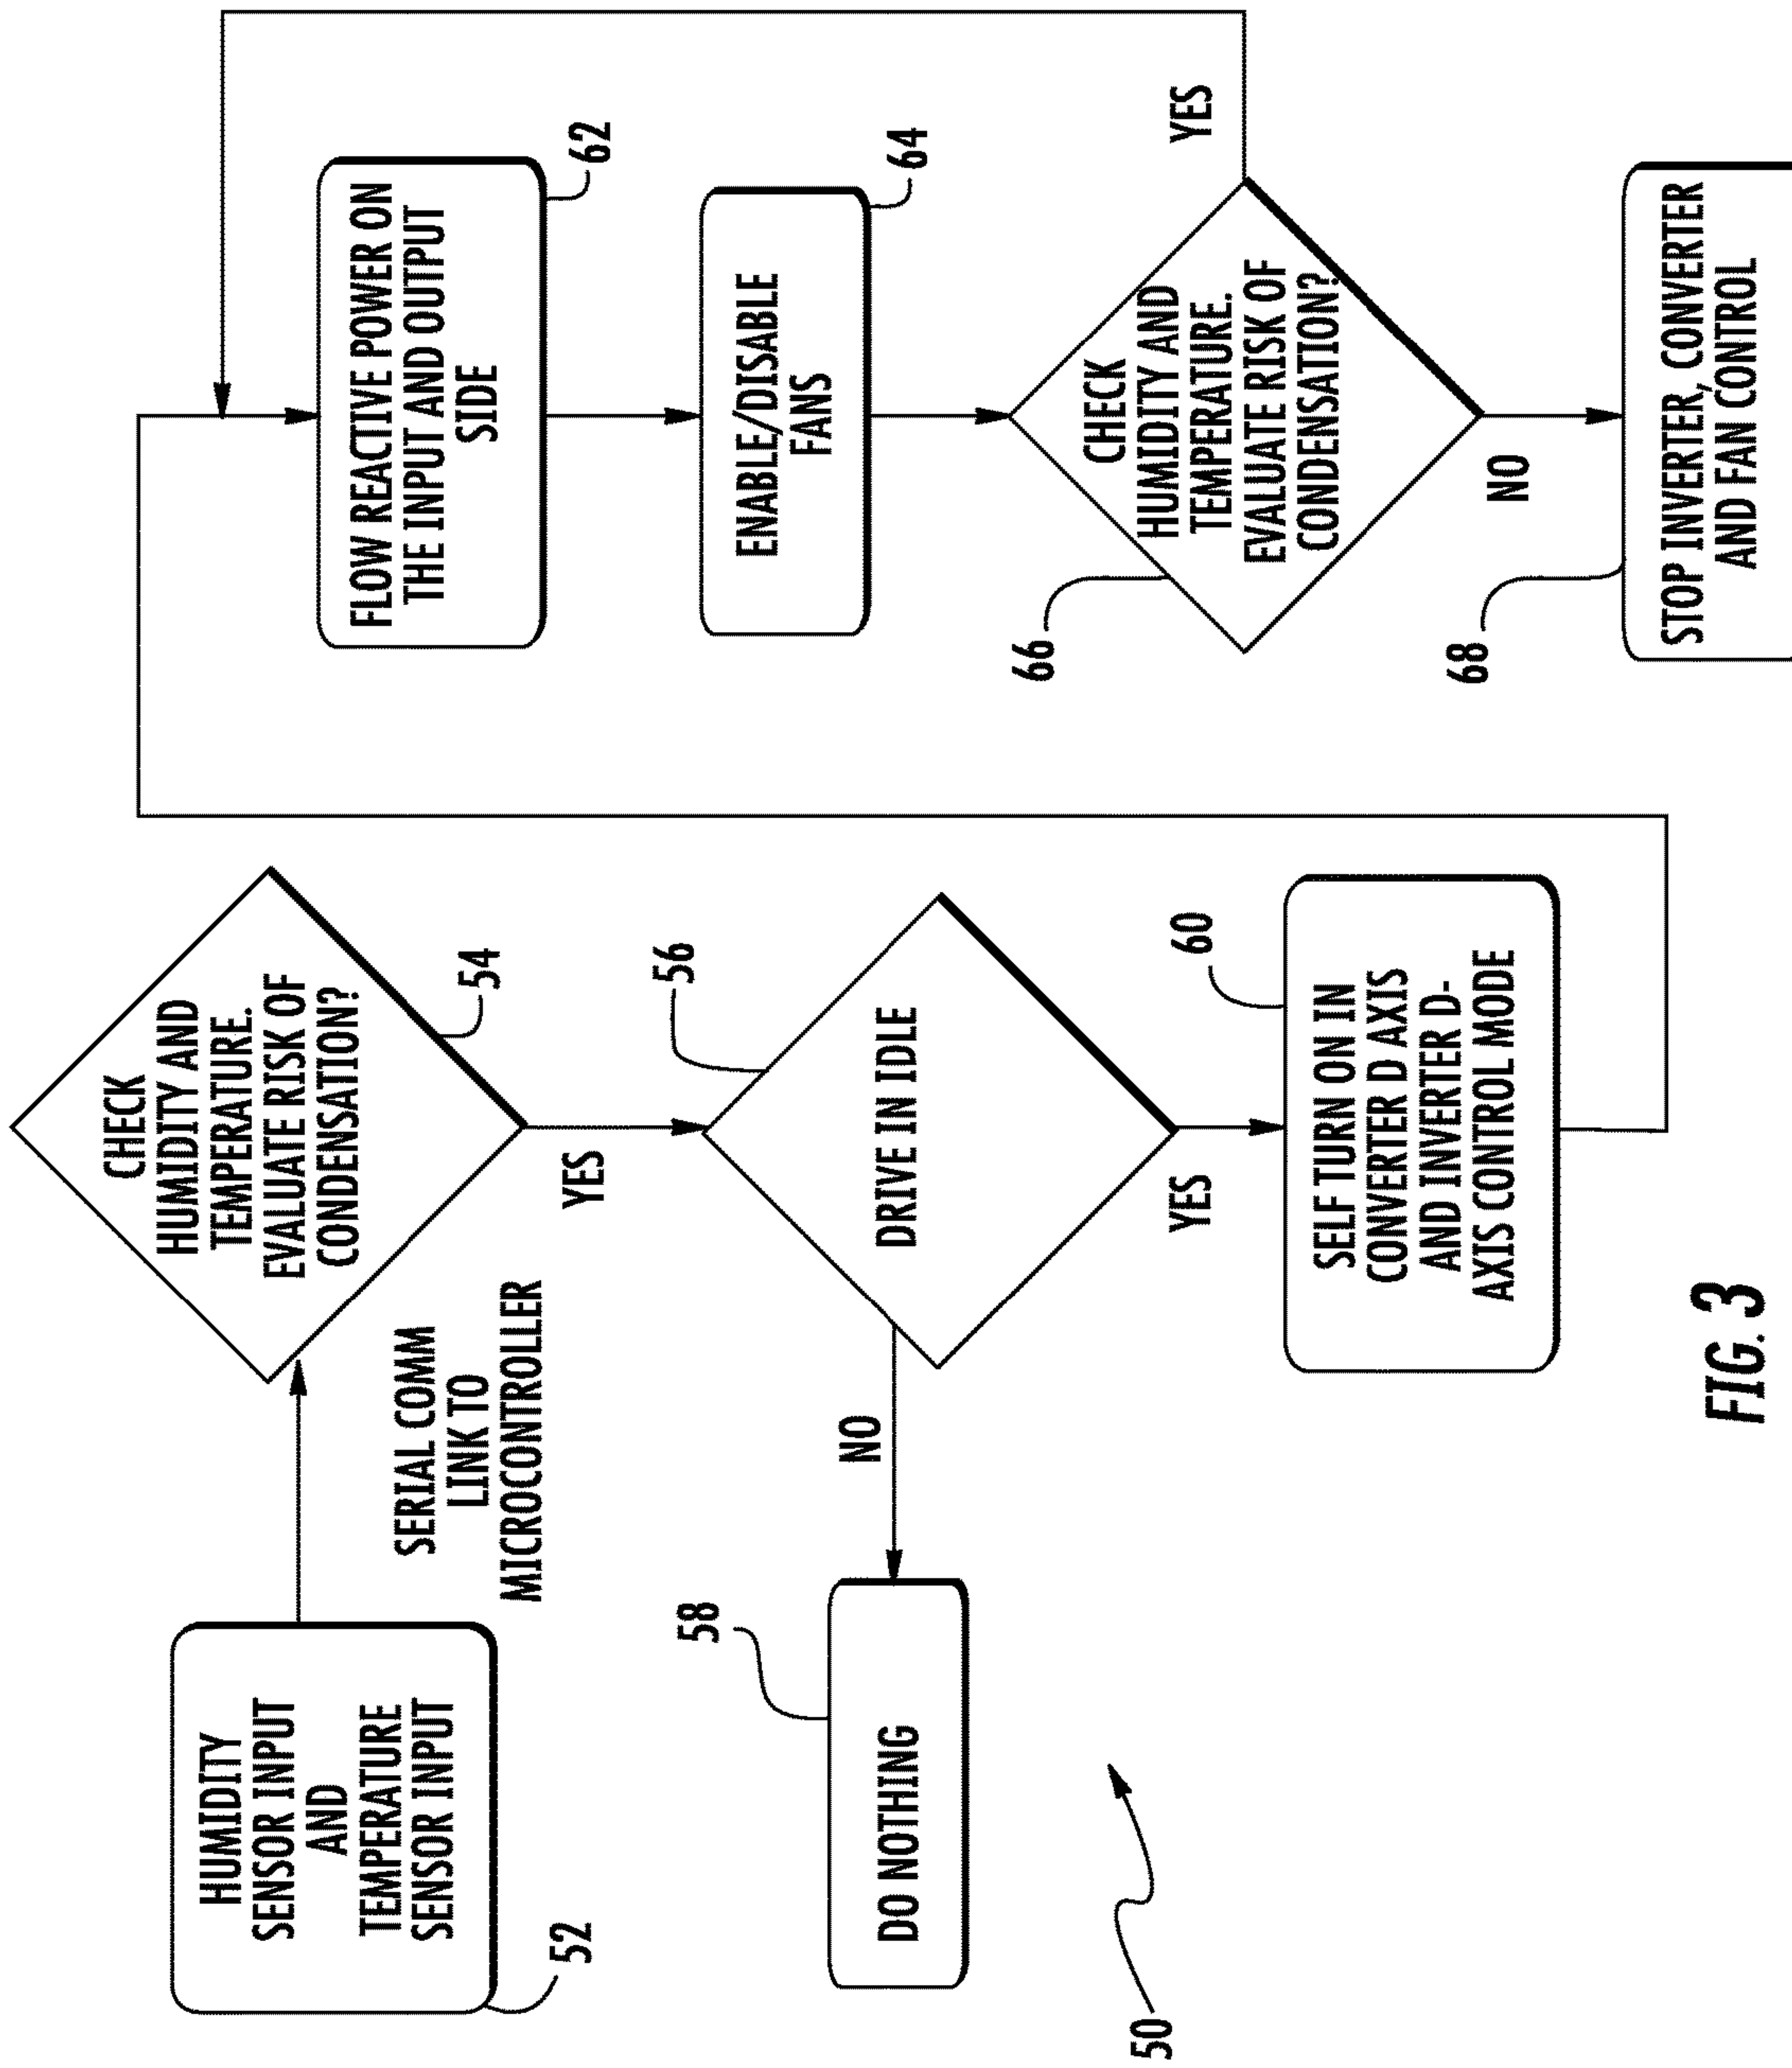 HUMIDITY
SENSOR INPUT
AND
TEMPERATURE
SENSOR INPUT
52
SERIAL COMM
LINK TO
MICROCONTROLLER
CHECK
HUMIDITY AND
TEMPERATURE.
EVALUATE RISK OF
CONDENSATION?
54
YES
56
DRIVE IN IDLE
NO
58
DO NOTHING
YES
60
SELF TURN ON IN
CONVERTER D AXIS
AND INVERTER D-
AXIS CONTROL MODE
FLOW REACTIVE POWER ON
THE INPUT AND OUTPUT
SIDE
62
ENABLE/DISABLE
FANS
64
CHECK
HUMIDITY AND
TEMPERATURE.
EVALUATE RISK OF
CONDENSATION?
66
YES
NO
68
STOP INVERTER, CONVERTER
AND FAN CONTROL
50
FIG. 3